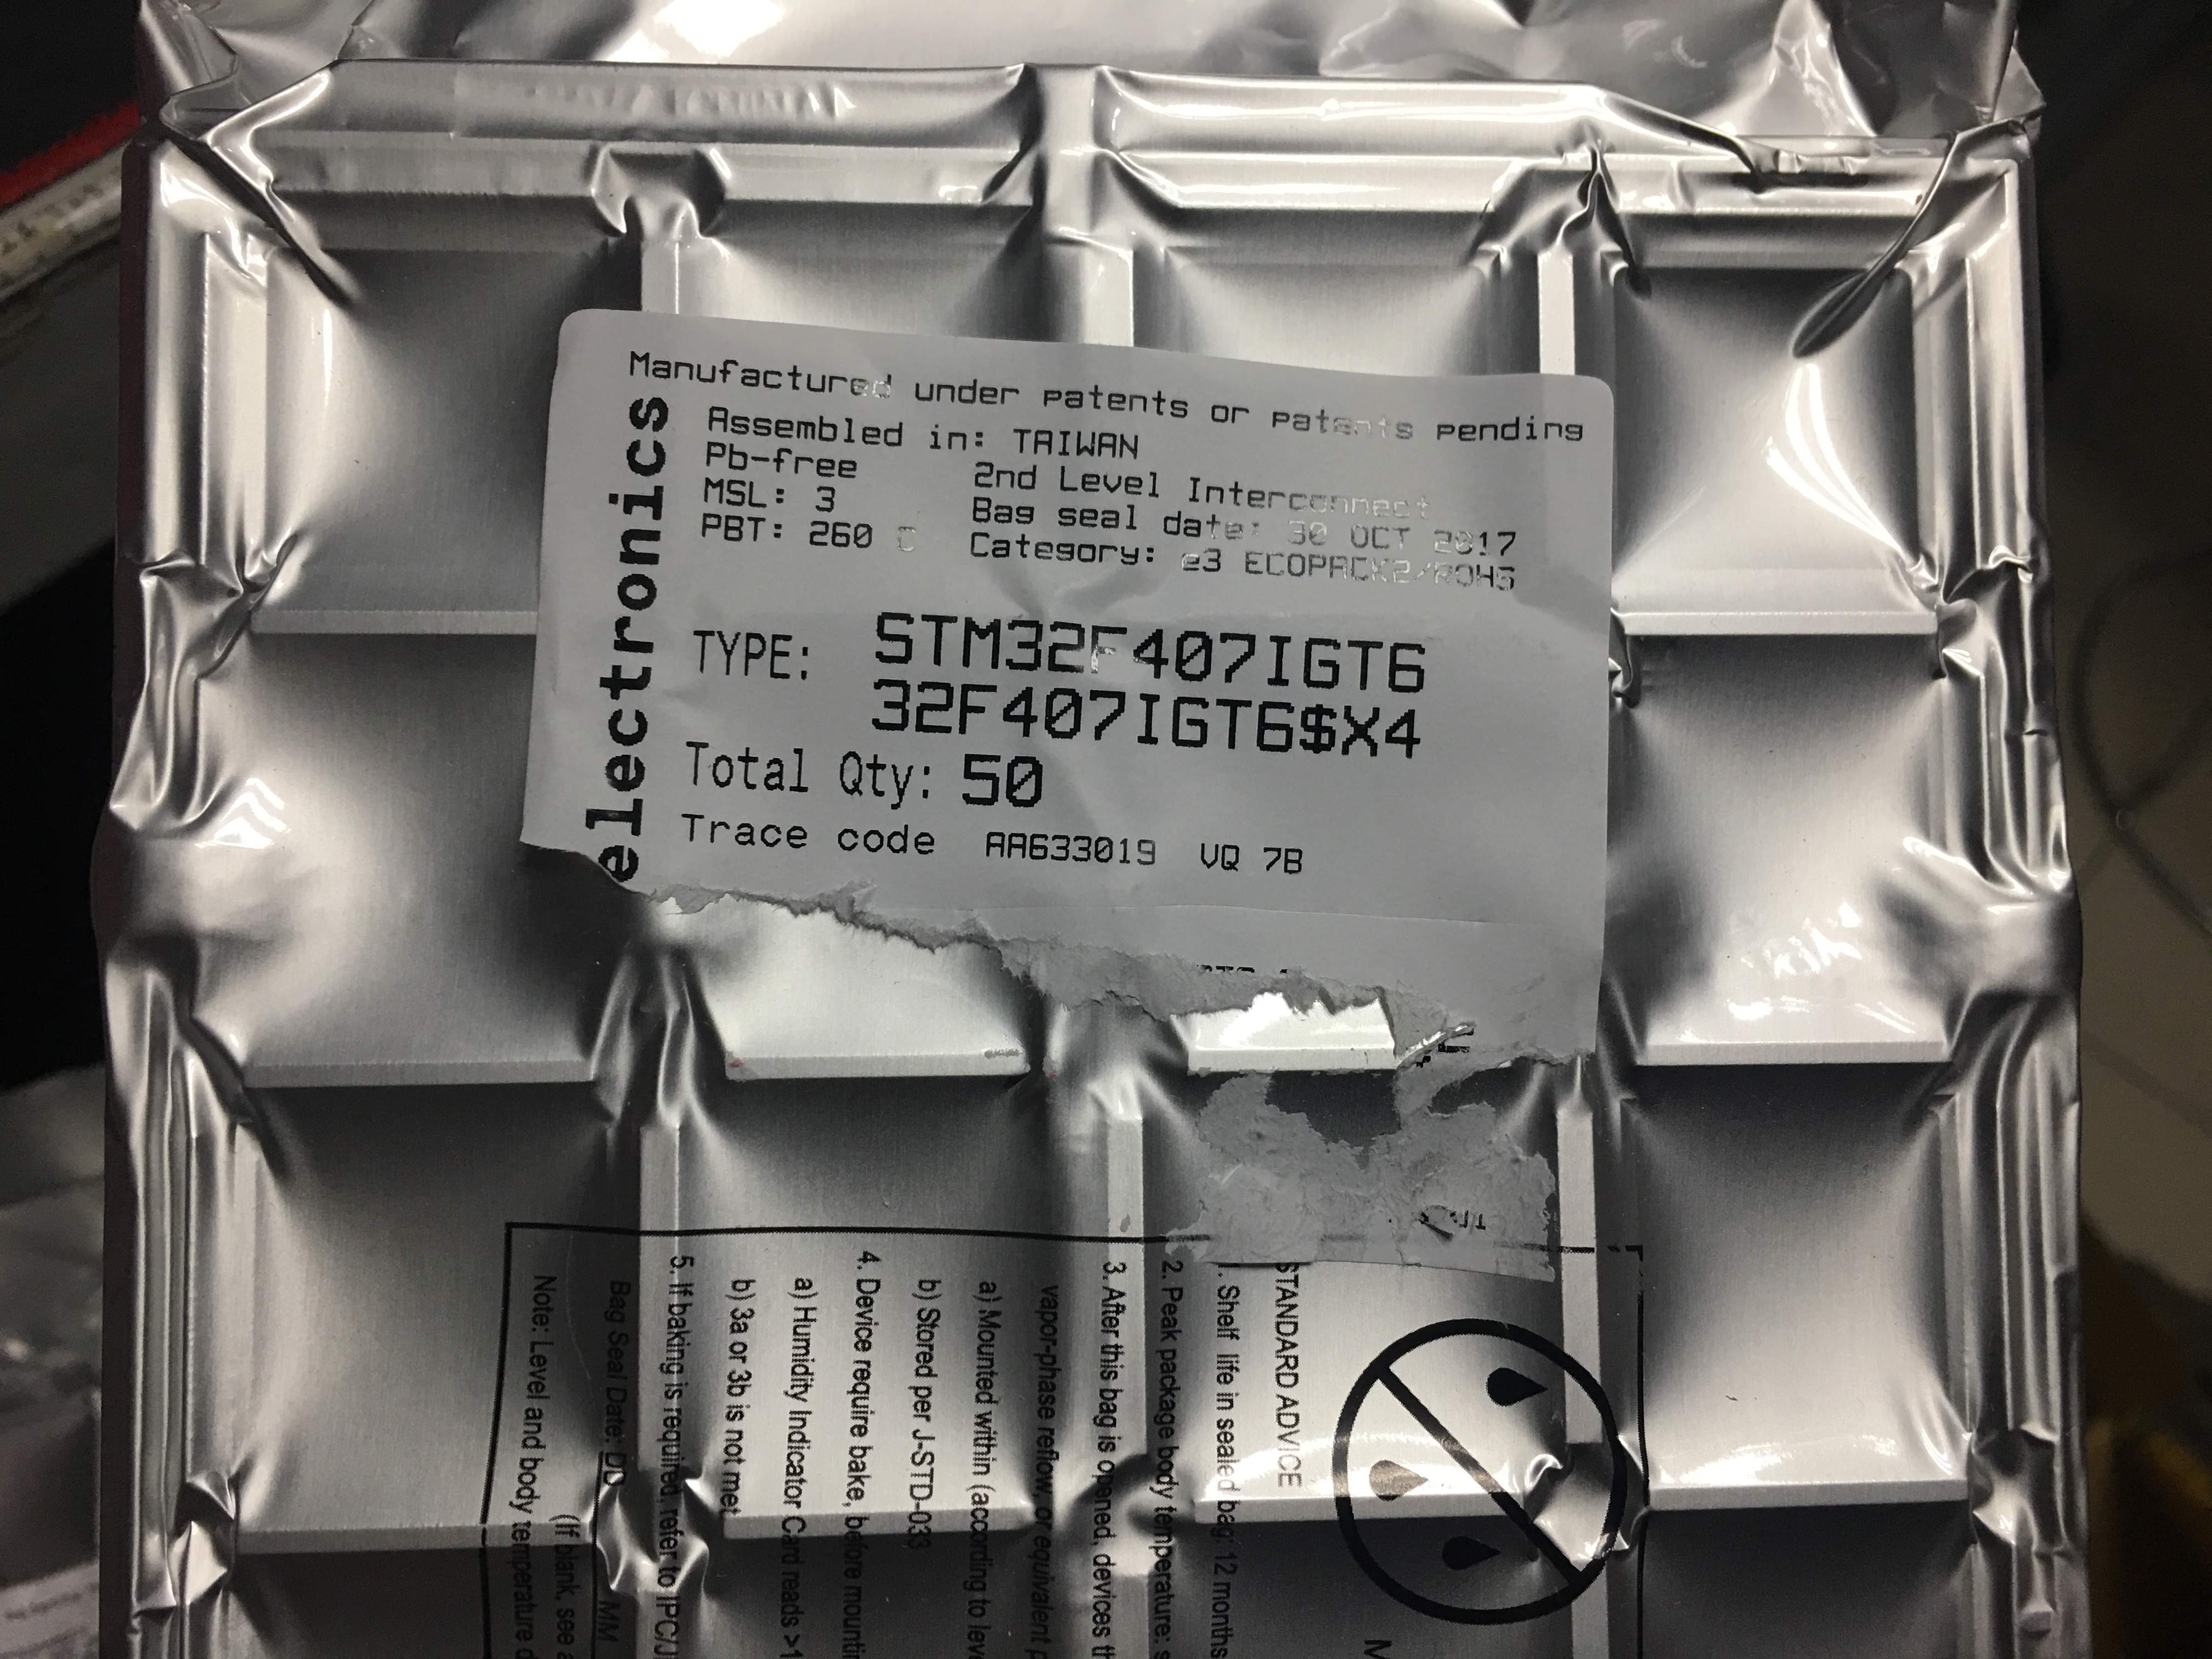 Manufactured under patents or patents pending
Assembled in: TAIWAN
Pb-free 2nd Level Interconnect
MSL: 3 Bag seal date: 30 OCT 2017
PBT: 260 C Category: e3 ECOPACK2/ROHS
electronics
TYPE: STM32F407IGT6
32F407IGT6$X4
Total Qty: 50
Trace code AA633019 VQ 7B
STANDARD ADVICE
1. Shelf life in sealed bag: 12 months
2. Peak package body temperature:
3. After this bag is opened, devices
vapor-phase reflow, or equivalent
a) Mounted within (according to
b) Stored per J-STD-033
4. Device require bake, before
a) Humidity Indicator Card reads >1
b) 3a or 3b is not met.
5. If baking is required, refer to IPC/J
Bag Seal Date: DD MM
(If blank, see
Note: Level and body temperature